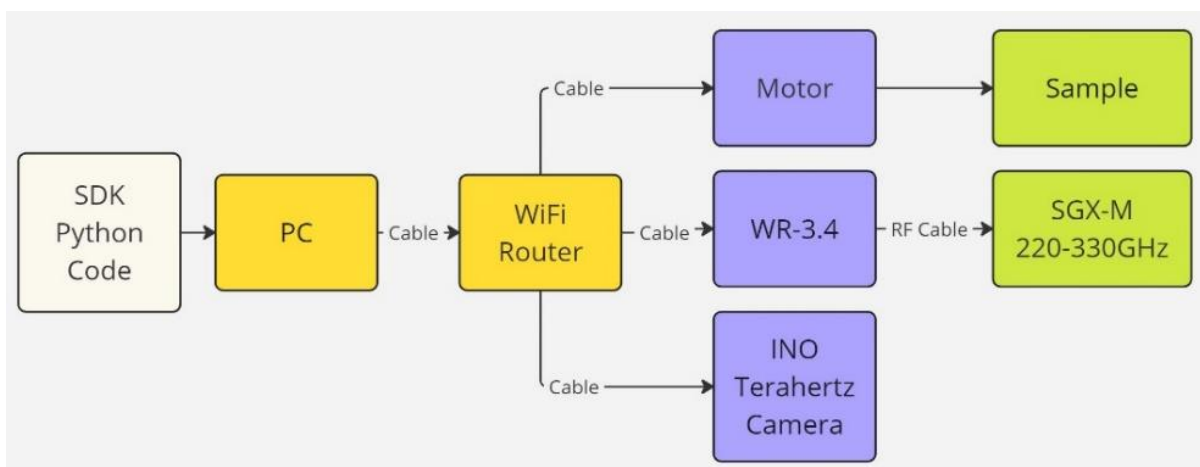 SDK
Python
Code
PC
Cable
WiFi
Router
Cable
Motor
Sample
Cable
WR-3.4
RF Cable
SGX-M
220-330GHz
Cable
INO
Terahertz
Camera